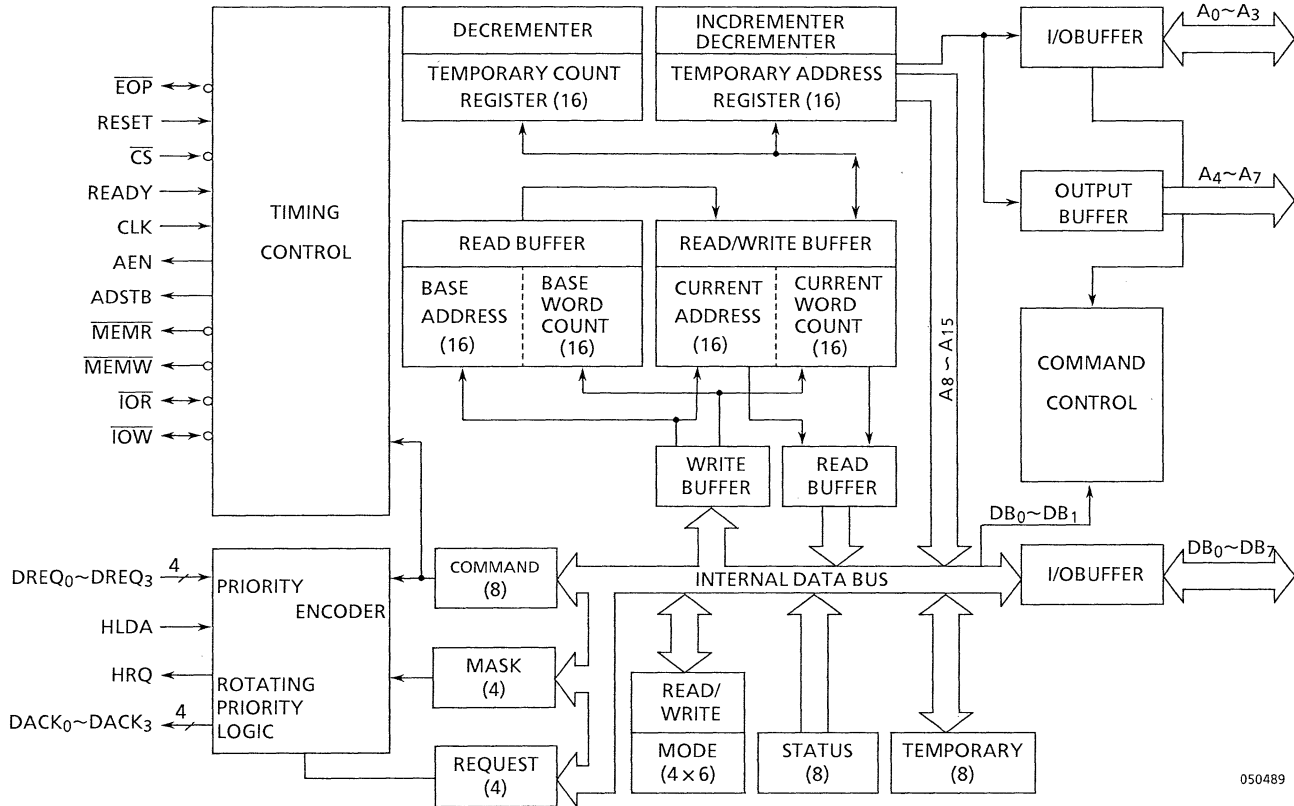 DECREMENTER
TEMPORARY COUNT
REGISTER (16)
INCDREMENTER
DECREMENTER
TEMPORARY ADDRESS
REGISTER (16)
I/OBUFFER
A0~A3
EOP
RESET
CS
READY
CLK
AEN
ADSTB
MEMR
MEMW
IOR
IOW
TIMING
CONTROL
OUTPUT
BUFFER
A4~A7
READ BUFFER
BASE
ADDRESS
(16)
BASE
WORD
COUNT
(16)
READ/WRITE BUFFER
CURRENT
ADDRESS
(16)
CURRENT
WORD
COUNT
(16)
A8~A15
COMMAND
CONTROL
WRITE
BUFFER
READ
BUFFER
DB0~DB1
DREQ0~DREQ3
4
HLDA
HRQ
DACK0~DACK3
4
PRIORITY
ENCODER
ROTATING
PRIORITY
LOGIC
COMMAND
(8)
MASK
(4)
REQUEST
(4)
INTERNAL DATA BUS
I/OBUFFER
DB0~DB7
READ/
WRITE
MODE
(4×6)
STATUS
(8)
TEMPORARY
(8)
050489